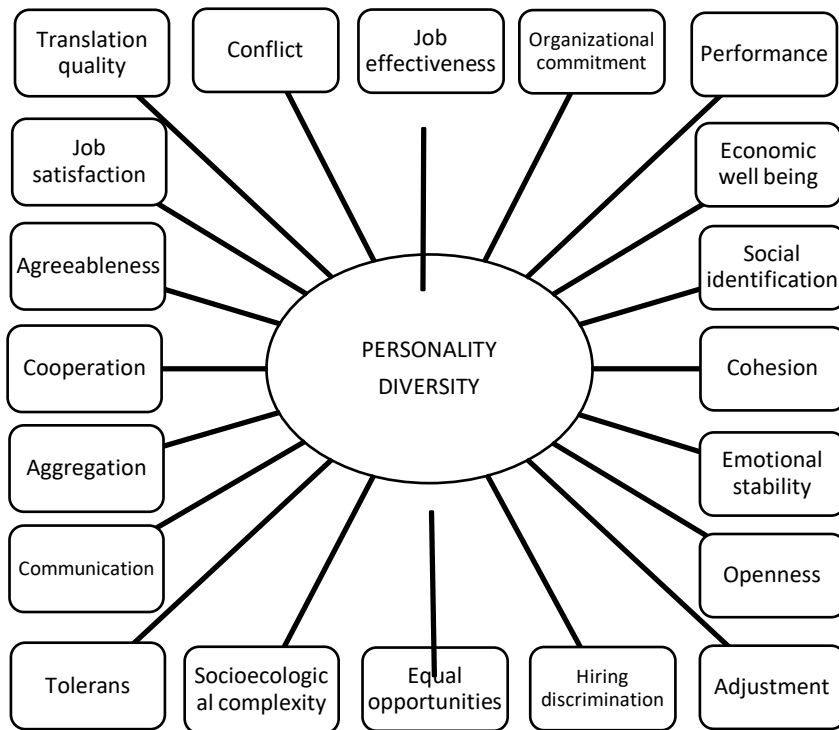 Translation
quality
Conflict
Job
effectiveness
Organizational
commitment
Performance
Job
satisfaction
Economic
well being
Agreeableness
Social
identification
PERSONALITY
DIVERSITY
Cooperation
Cohesion
Aggregation
Emotional
stability
Communication
Openness
Tolerans
Socioecologic
al complexity
Equal
opportunities
Hiring
discrimination
Adjustment